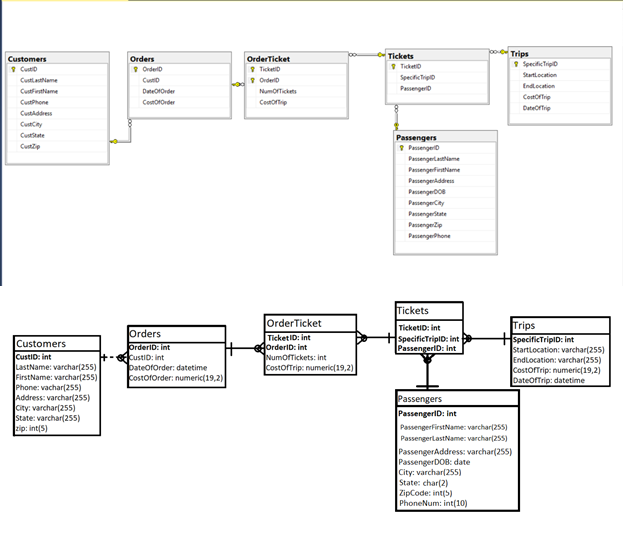 Customers
CustID
CustLastName
CustFirstName
CustPhone
CustAddress
CustCity
CustState
CustZip
Orders
OrderID
CustID
DateOfOrder
CostOfOrder
OrderTicket
TicketID
OrderID
NumOfTickets
CostOfTrip
Tickets
TicketID
SpecificTripID
PassengerID
Trips
SpecificTripID
StartLocation
EndLocation
CostOfTrip
DateOfTrip
Passengers
PassengerID
PassengerLastName
PassengerFirstName
PassengerAddress
PassengerDOB
PassengerCity
PassengerState
PassengerZip
PassengerPhone
Customers
CustID: int
LastName: varchar(255)
FirstName: varchar(255)
Phone: varchar(255)
Address: varchar(255)
City: varchar(255)
State: varchar(255)
zip: int(5)
Orders
OrderID: int
CustID: int
DateOfOrder: datetime
CostOfOrder: numeric(19,2)
OrderTicket
TicketID: int
OrderID: int
NumOfTickets: int
CostOfTrip: numeric(19,2)
Tickets
TicketID: int
SpecificTripID: int
PassengerID: int
Trips
SpecificTripID: int
StartLocation: varchar(255)
EndLocation: varchar(255)
CostOfTrip: numeric(19,2)
DateOfTrip: datetime
Passengers
PassengerID: int
PassengerFirstName: varchar(255)
PassengerLastName: varchar(255)
PassengerAddress: varchar(255)
PassengerDOB: date
City: varchar(255)
State: char(2)
ZipCode: int(5)
PhoneNum: int(10)